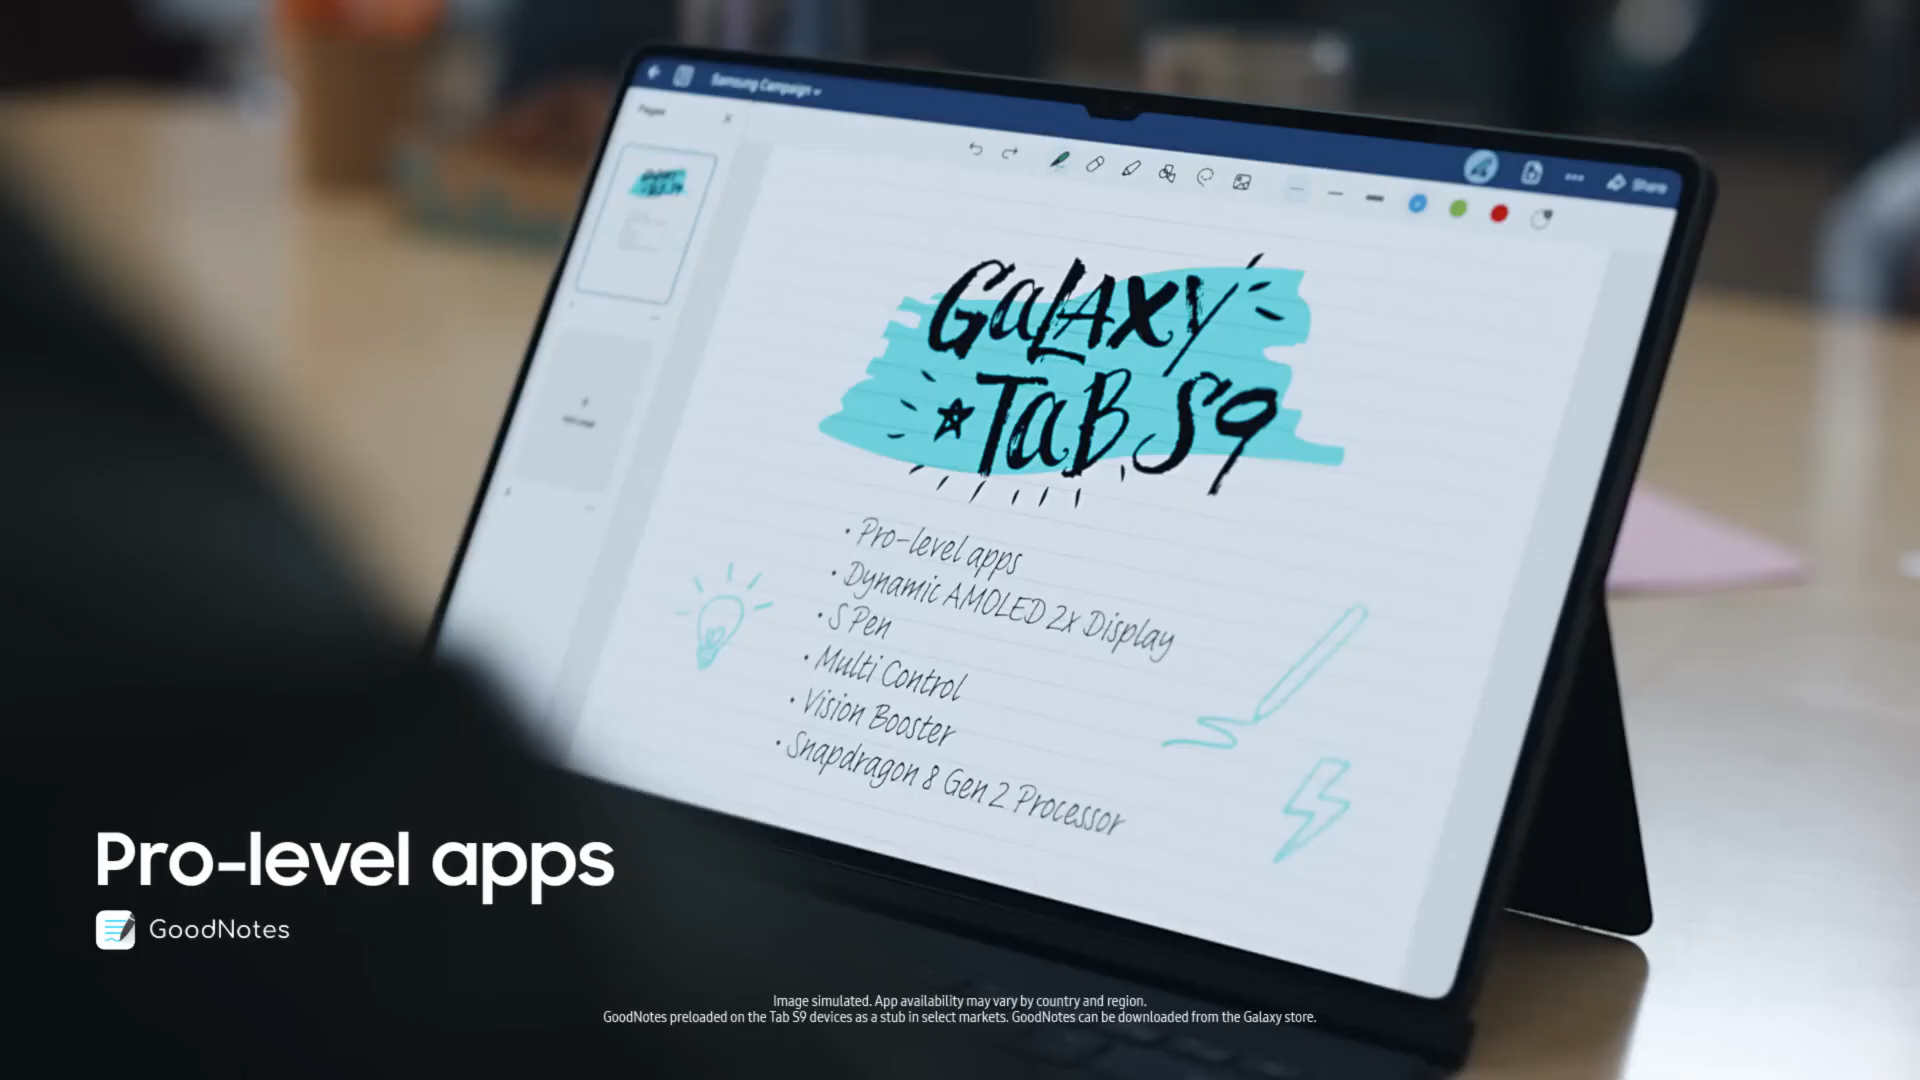 Samsung Campaign
Pages
Share
GaLAXY
TaB S9
• Pro-level apps
• Dynamic AMOLED 2x Display
• S Pen
• Multi Control
• Vision Booster
• Snapdragon 8 Gen 2 Processor
Pro-level apps
GoodNotes
Image simulated. App availability may vary by country and region.
GoodNotes preloaded on the Tab S9 devices as a stub in select markets. GoodNotes can be downloaded from the Galaxy store.